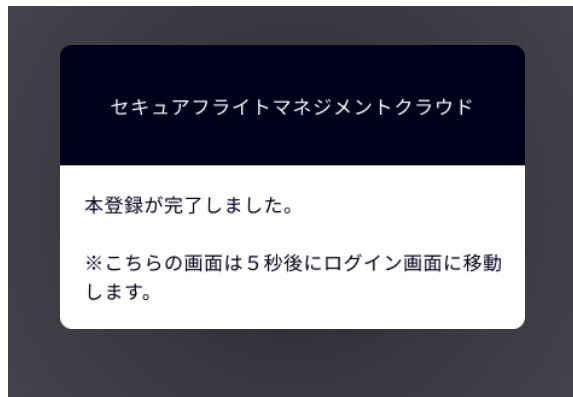 セキュアフライトマネジメントクラウド
本登録が完了しました。
※こちらの画面は５秒後にログイン画面に移動
します。